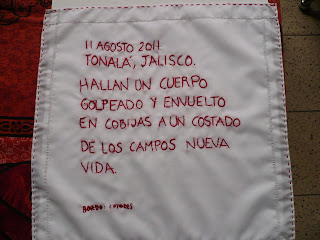 11 AGOSTO 2011
TONALÁ, JALISCO.
HALLAN UN CUERPO
GOLPEADO Y ENVUELTO
EN COBIJAS A UN COSTADO
DE LOS CAMPOS NUEVA
VIDA.